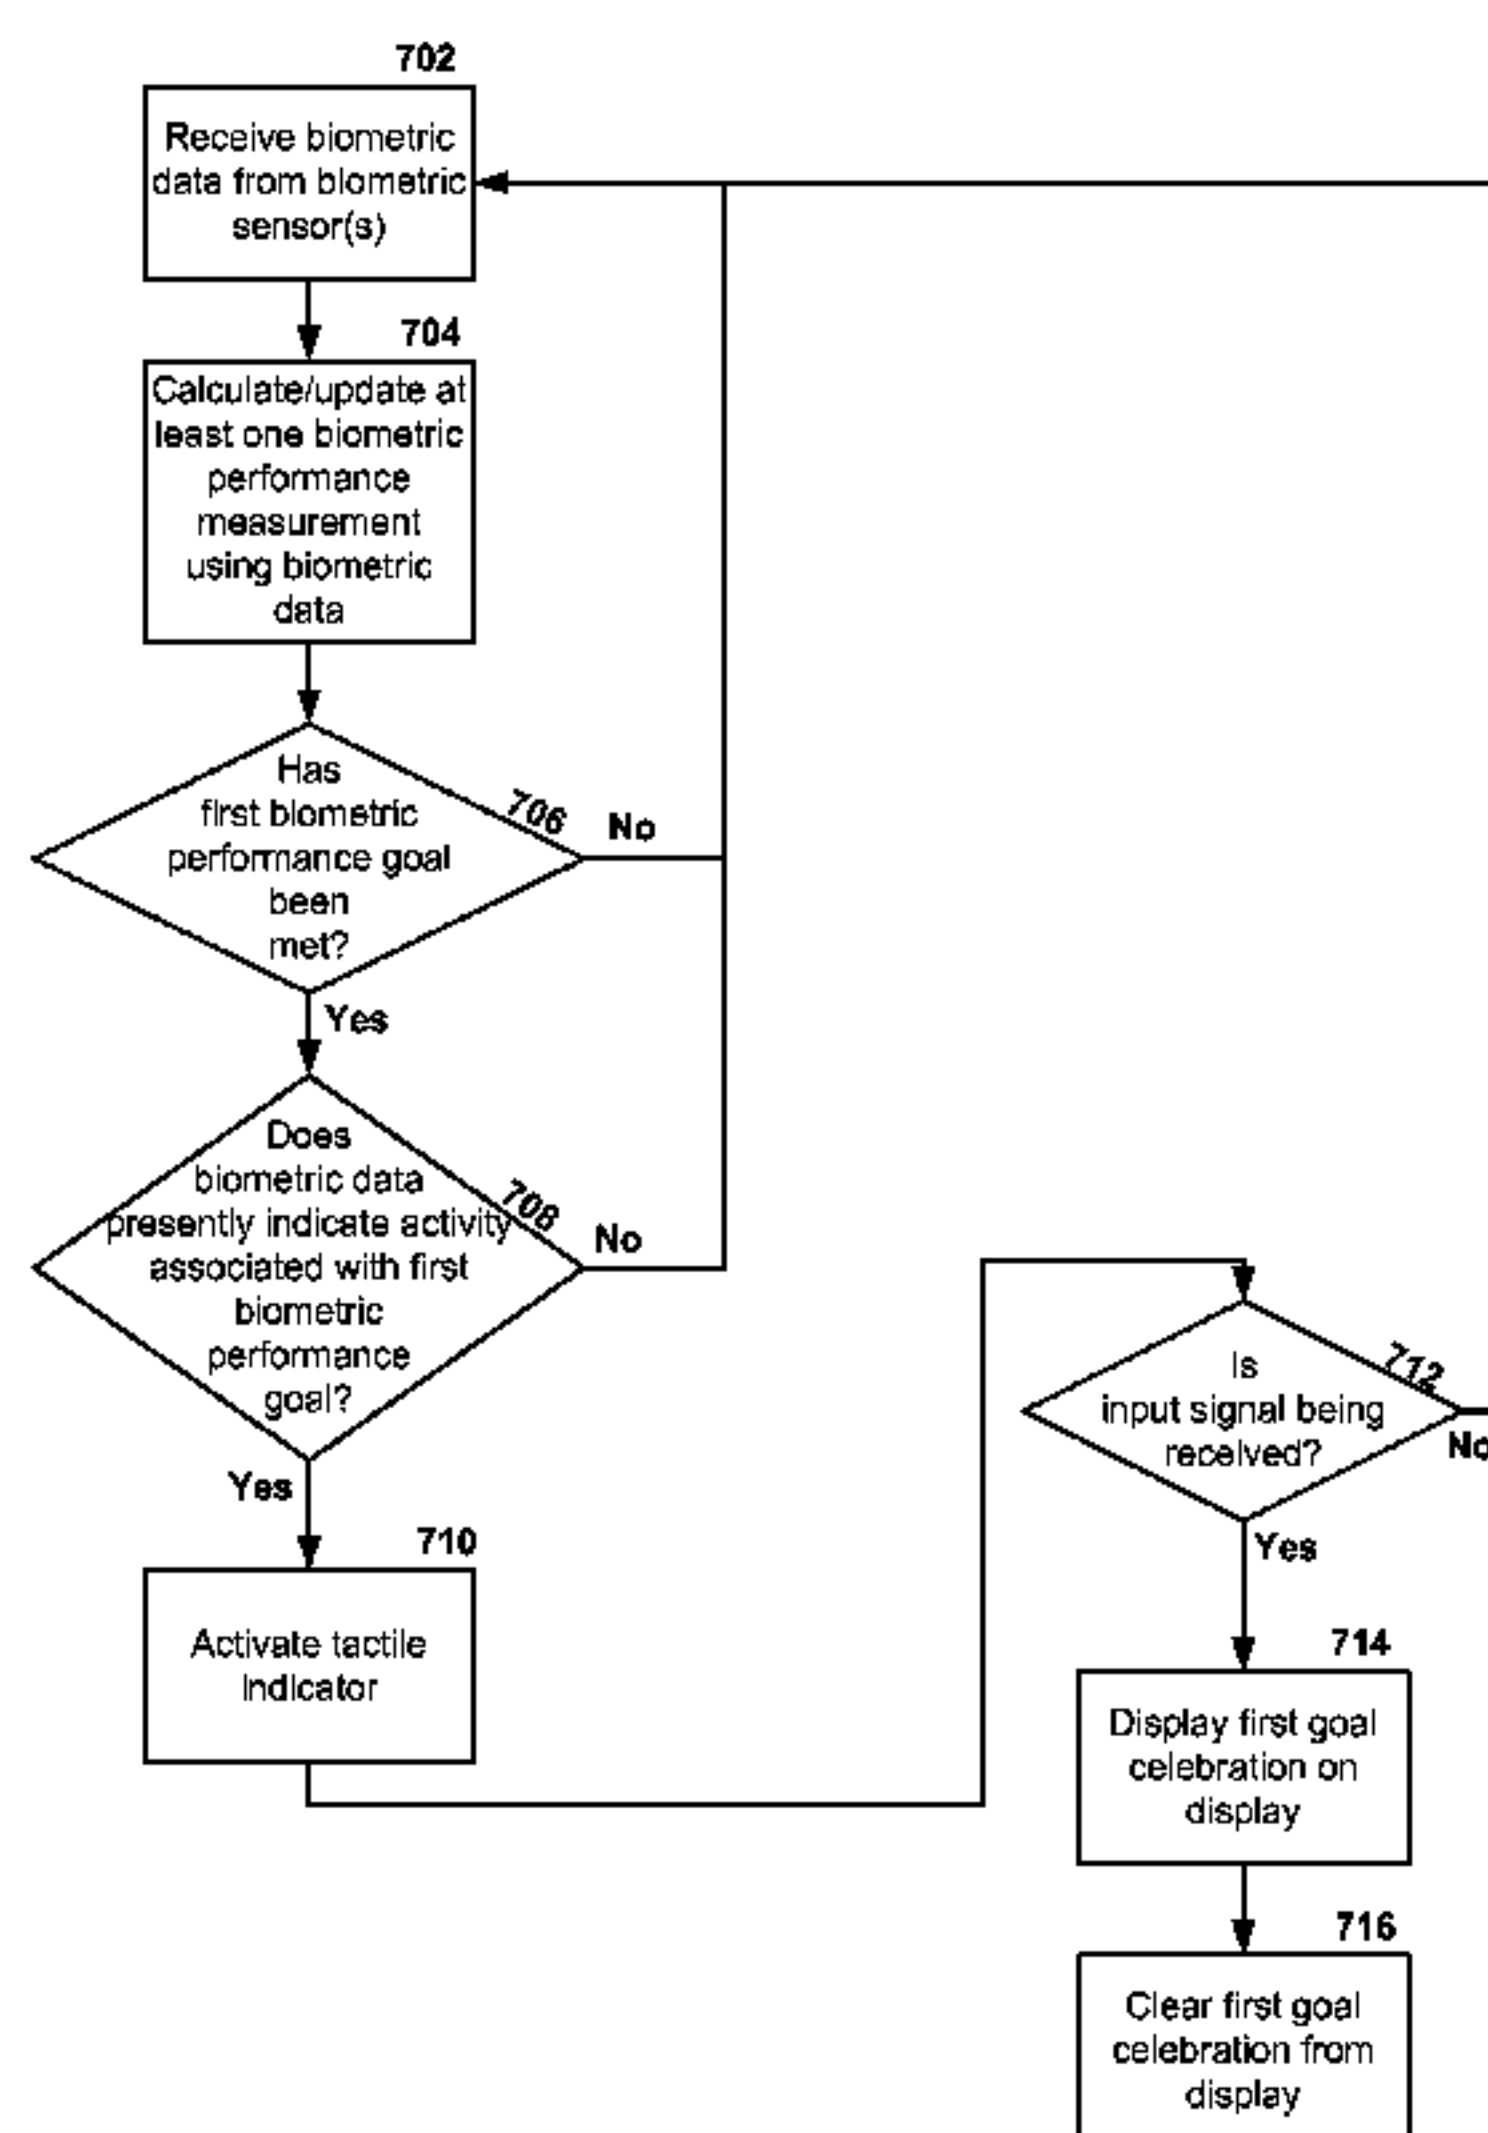 702
Receive biometric
data from biometric
sensor(s)
704
Calculate/update at
least one biometric
performance
measurement
using biometric
data
Has
first biometric
performance goal
been
met?
706
No
Yes
Does
biometric data
presently indicate activity
associated with first
biometric
performance
goal?
708
No
Yes
710
Activate tactile
indicator
Is
input signal being
received?
712
No
Yes
714
Display first goal
celebration on
display
716
Clear first goal
celebration from
display